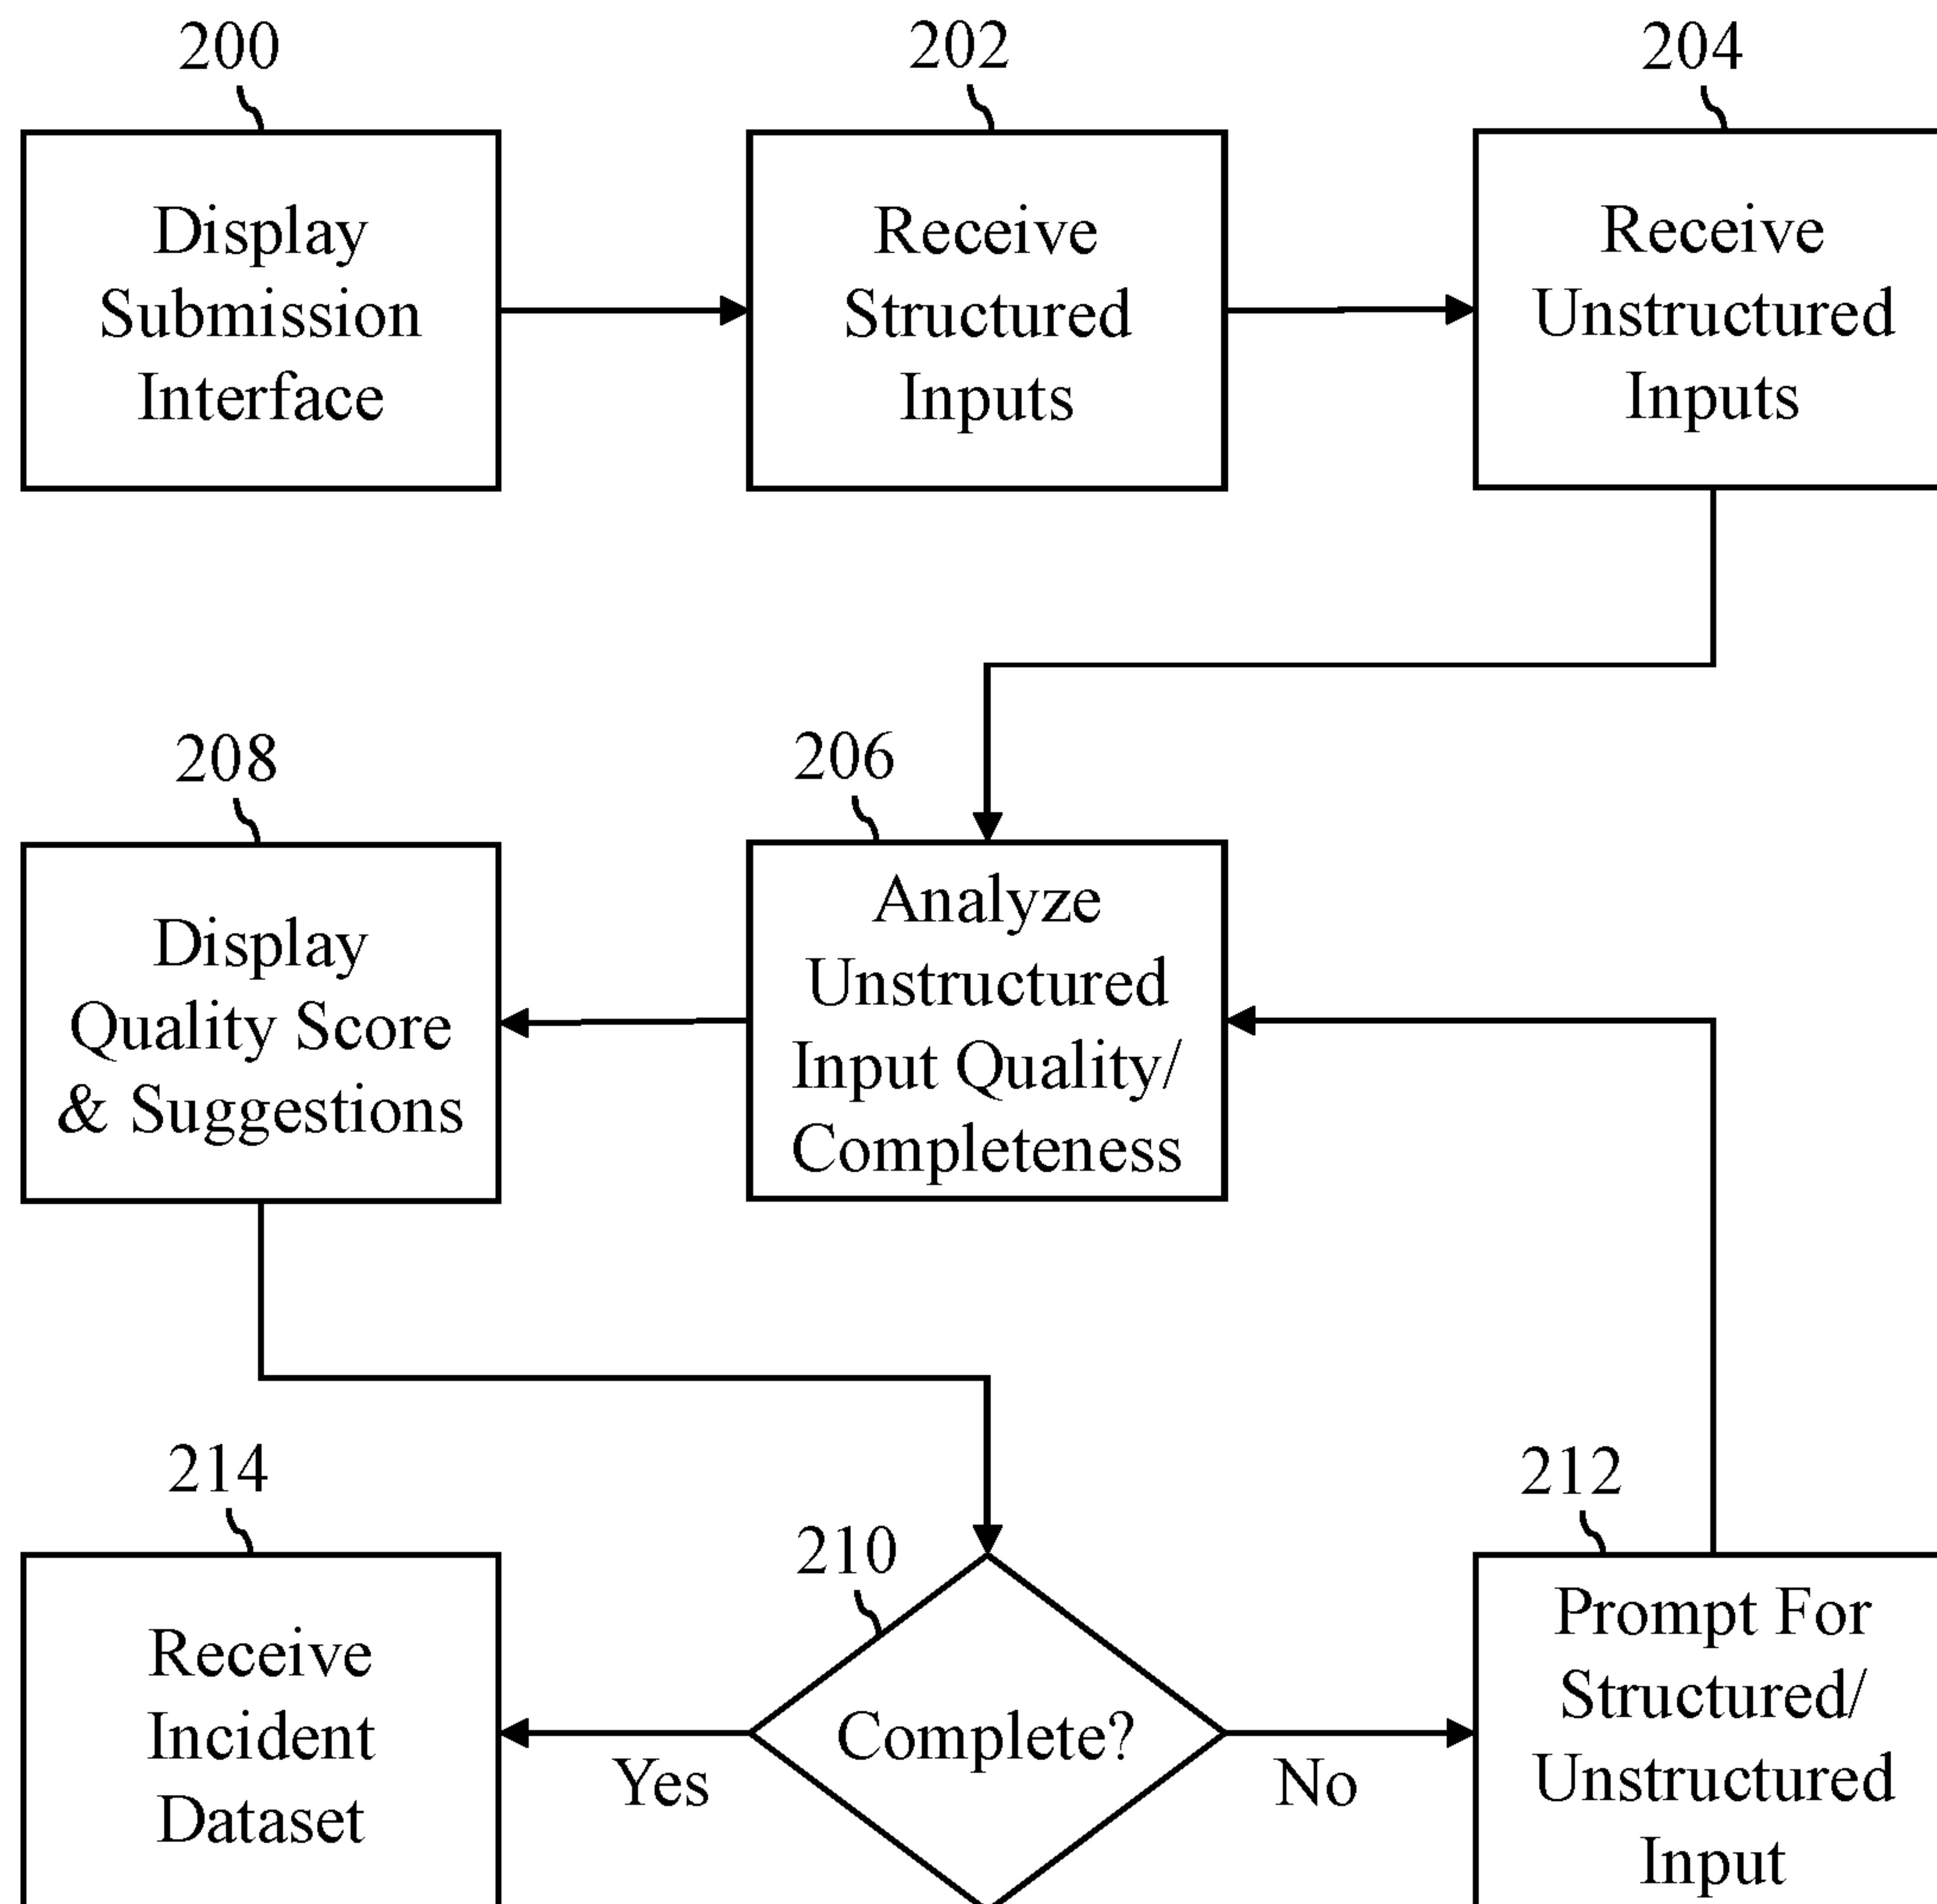 200
Display
Submission
Interface
202
Receive
Structured
Inputs
204
Receive
Unstructured
Inputs
206
Analyze
Unstructured
Input Quality/
Completeness
208
Display
Quality Score
& Suggestions
210
Complete?
Yes
No
212
Prompt For
Structured/
Unstructured
Input
214
Receive
Incident
Dataset